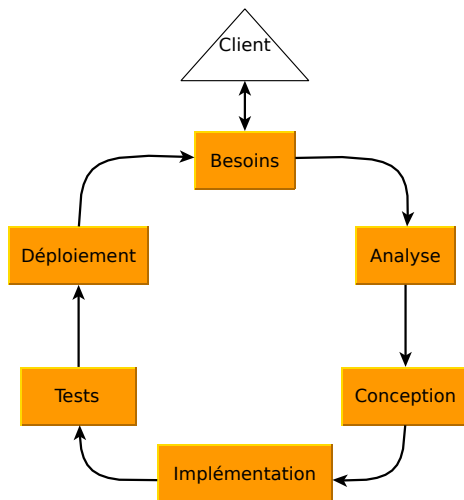 Client
Besoins
Analyse
Conception
Implémentation
Tests
Déploiement